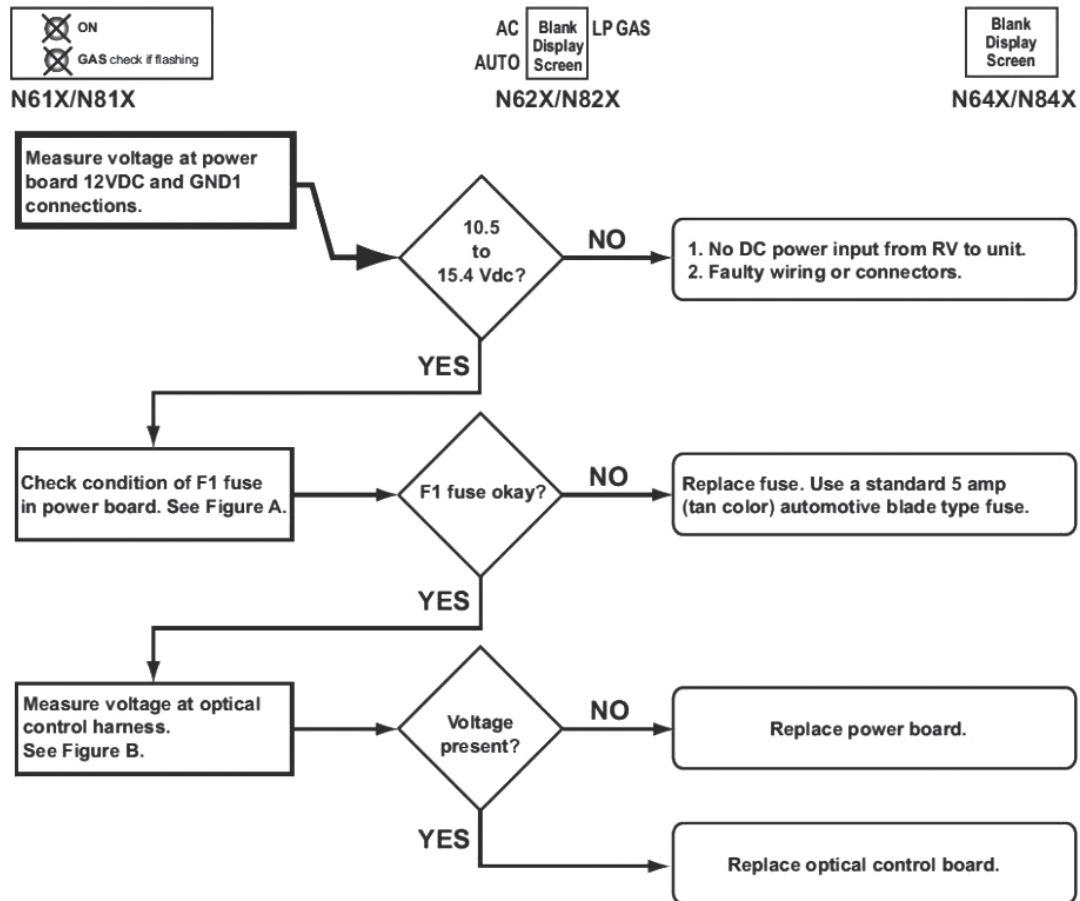 ON
GAS check if flashing
N61X/N81X
AC
Blank
Display
Screen
LP GAS
AUTO
N62X/N82X
Blank
Display
Screen
N64X/N84X
Measure voltage at power
board 12VDC and GND1
connections.
10.5
to
15.4 Vdc?
NO
1. No DC power input from RV to unit.
2. Faulty wiring or connectors.
YES
Check condition of F1 fuse
in power board. See Figure A.
F1 fuse okay?
NO
Replace fuse. Use a standard 5 amp
(tan color) automotive blade type fuse.
YES
Measure voltage at optical
control harness.
See Figure B.
Voltage
present?
NO
Replace power board.
YES
Replace optical control board.